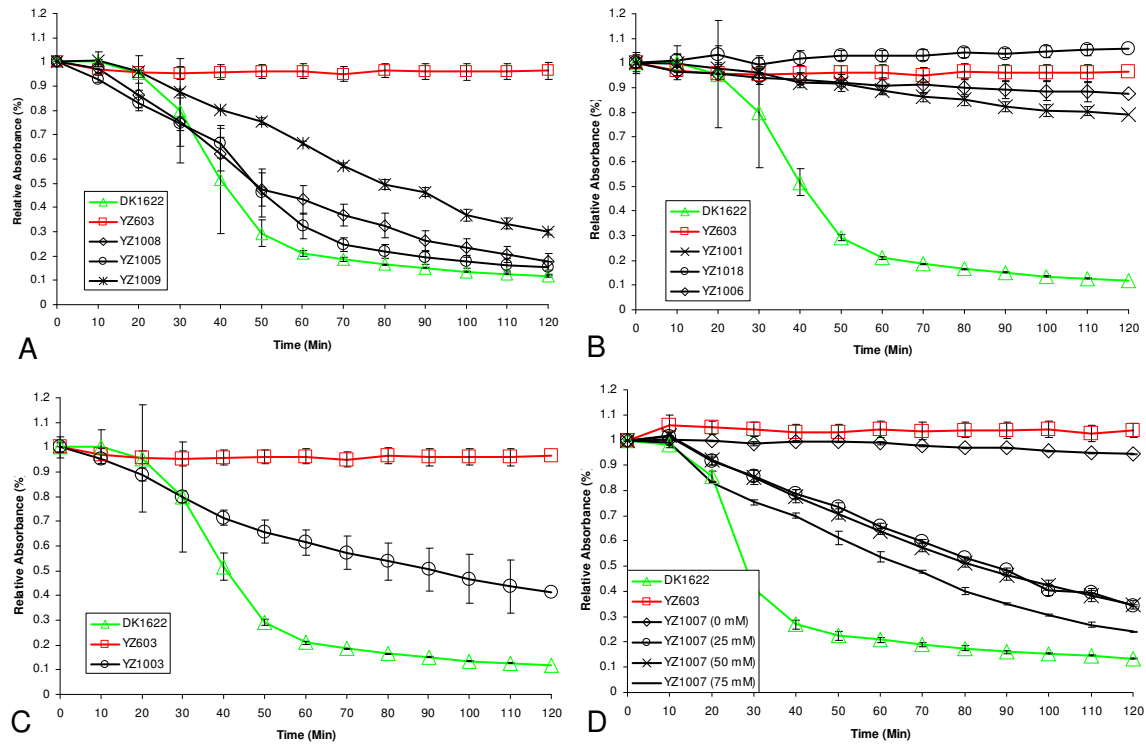 1.2
1.1
1
0.9
0.8
0.7
0.6
0.5
0.4
0.3
0.2
0.1
0
Relative Absorbance (%)
DK1622
YZ603
YZ1008
YZ1005
YZ1009
0 10 20 30 40 50 60 70 80 90 100 110 120
Time (Min)
A
1.2
1.1
1
0.9
0.8
0.7
0.6
0.5
0.4
0.3
0.2
0.1
0
Relative Absorbance (%)
DK1622
YZ603
YZ1001
YZ1018
YZ1006
0 10 20 30 40 50 60 70 80 90 100 110 120
Time (Min)
B
1.2
1.1
1
0.9
0.8
0.7
0.6
0.5
0.4
0.3
0.2
0.1
0
Relative Absorbance (%)
DK1622
YZ603
YZ1003
0 10 20 30 40 50 60 70 80 90 100 110 120
Time (Min)
C
1.2
1.1
1
0.9
0.8
0.7
0.6
0.5
0.4
0.3
0.2
0.1
0
Relative Absorbance (%)
DK1622
YZ603
YZ1007 (0 mM)
YZ1007 (25 mM)
YZ1007 (50 mM)
YZ1007 (75 mM)
0 10 20 30 40 50 60 70 80 90 100 110 120
Time (Min)
D